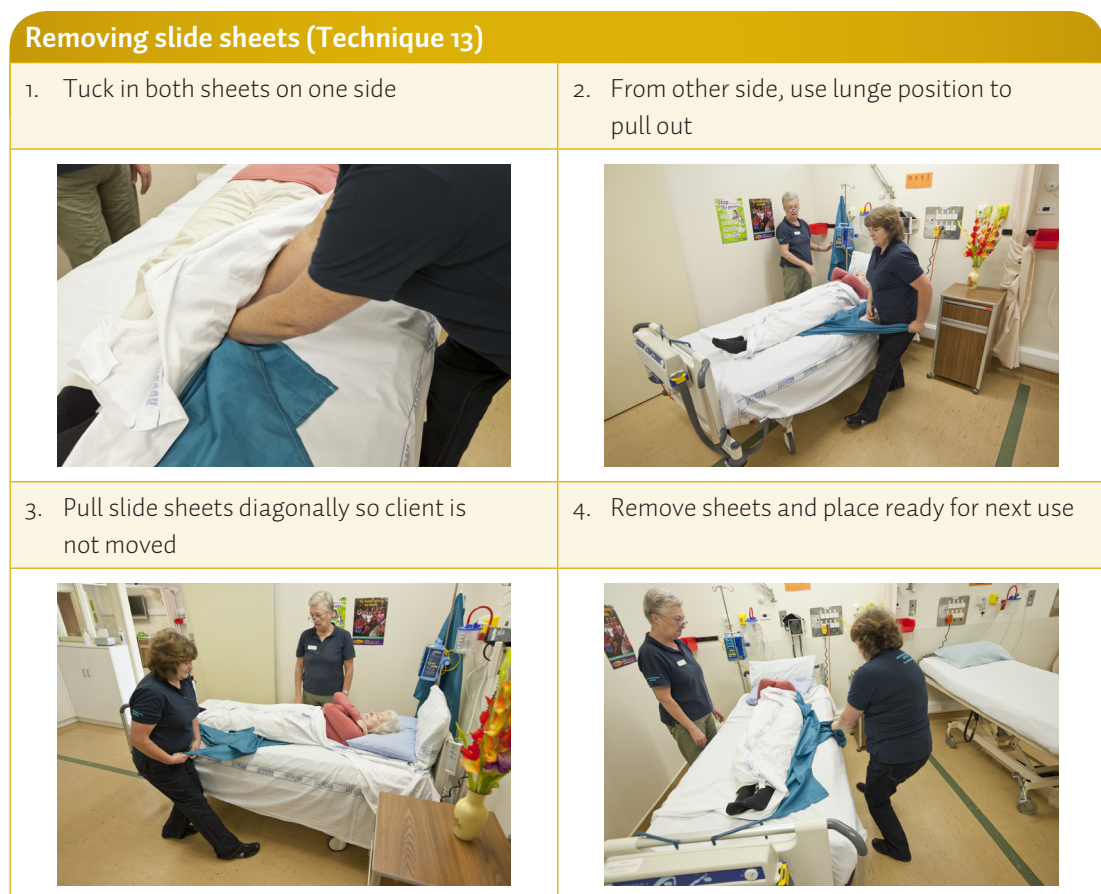 Removing slide sheets (Technique 13)
1. Tuck in both sheets on one side
2. From other side, use lunge position to
pull out
3. Pull slide sheets diagonally so client is
not moved
4. Remove sheets and place ready for next use